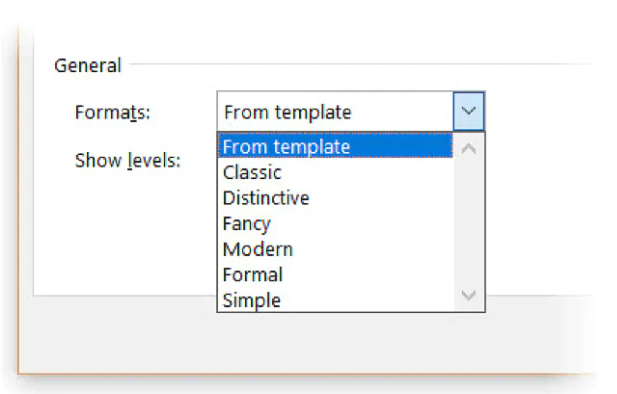 General
Formats: From template
From template
Show levels:
Classic
Distinctive
Fancy
Modern
Formal
Simple